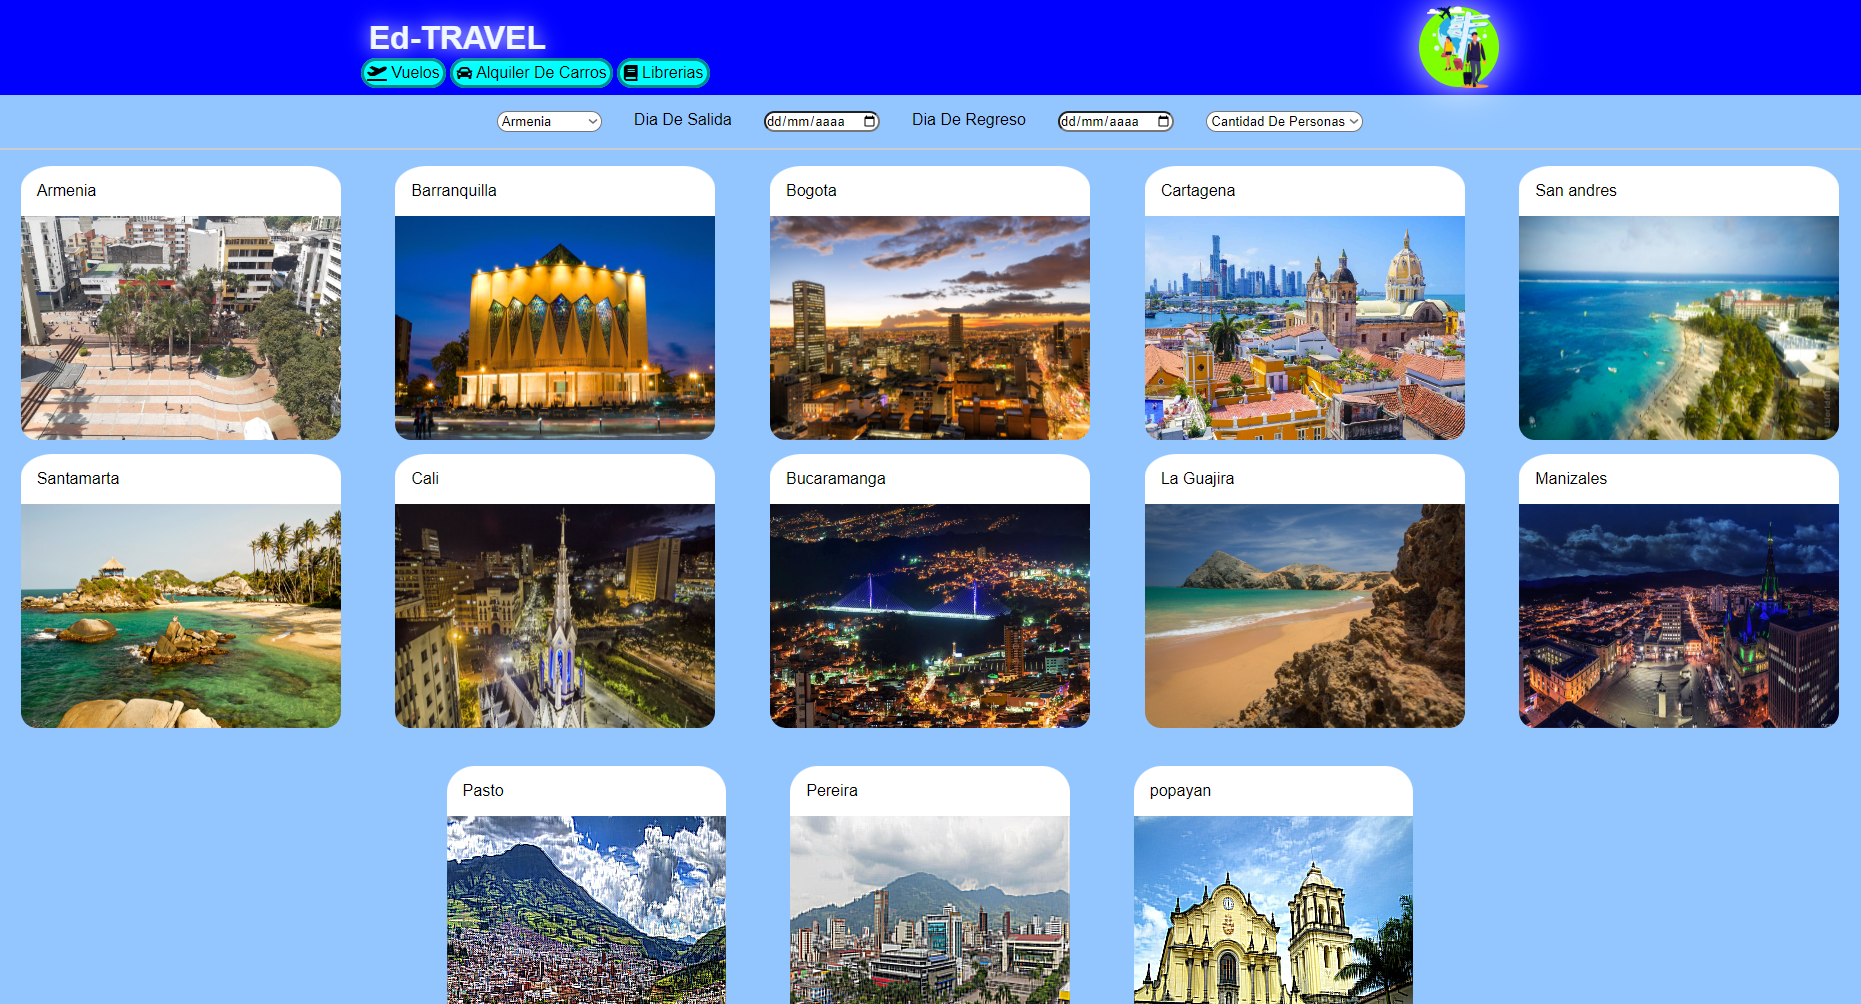 Ed-TRAVEL
Vuelos Alquiler De Carros Librerias
Armenia Dia De Salida dd/mm/aaaa Dia De Regreso dd/mm/aaaa Cantidad De Personas
Armenia Barranquilla Bogota Cartagena San andres
Santamarta Cali Bucaramanga La Guajira Manizales
Pasto Pereira popayan